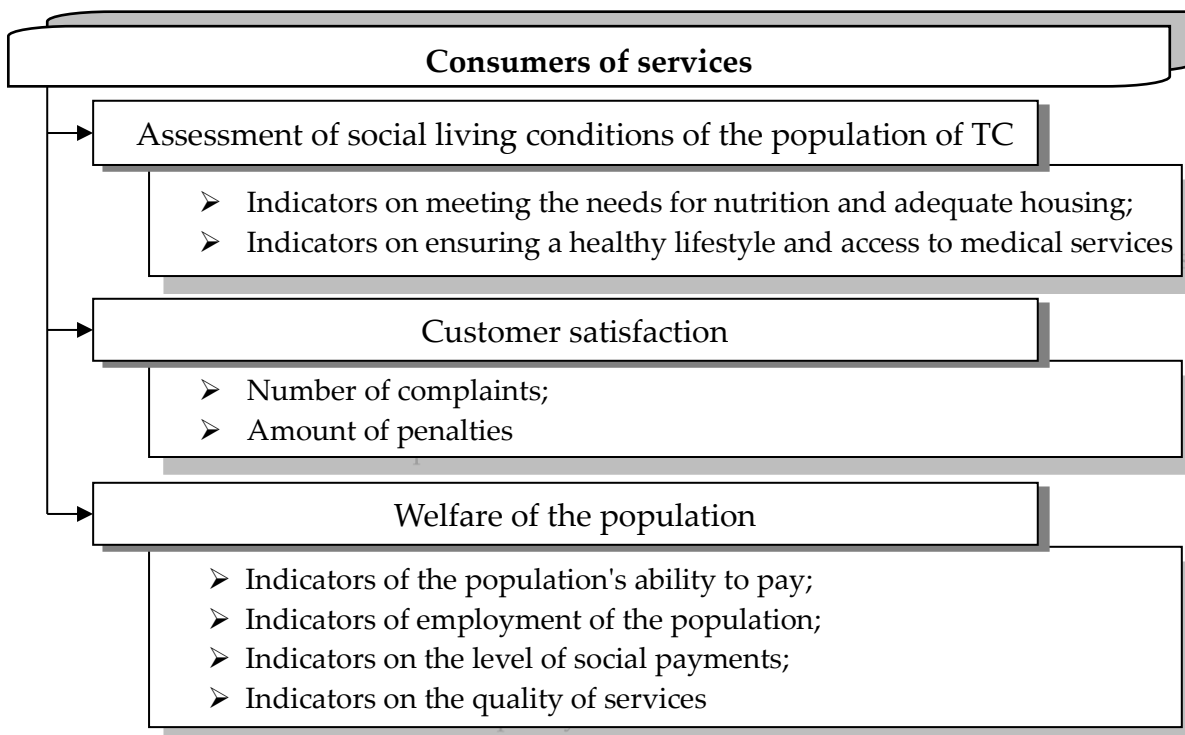 Consumers of services
Assessment of social living conditions of the population of TC
➢ Indicators on meeting the needs for nutrition and adequate housing;
➢ Indicators on ensuring a healthy lifestyle and access to medical services
Customer satisfaction
➢ Number of complaints;
➢ Amount of penalties
Welfare of the population
➢ Indicators of the population's ability to pay;
➢ Indicators of employment of the population;
➢ Indicators on the level of social payments;
➢ Indicators on the quality of services